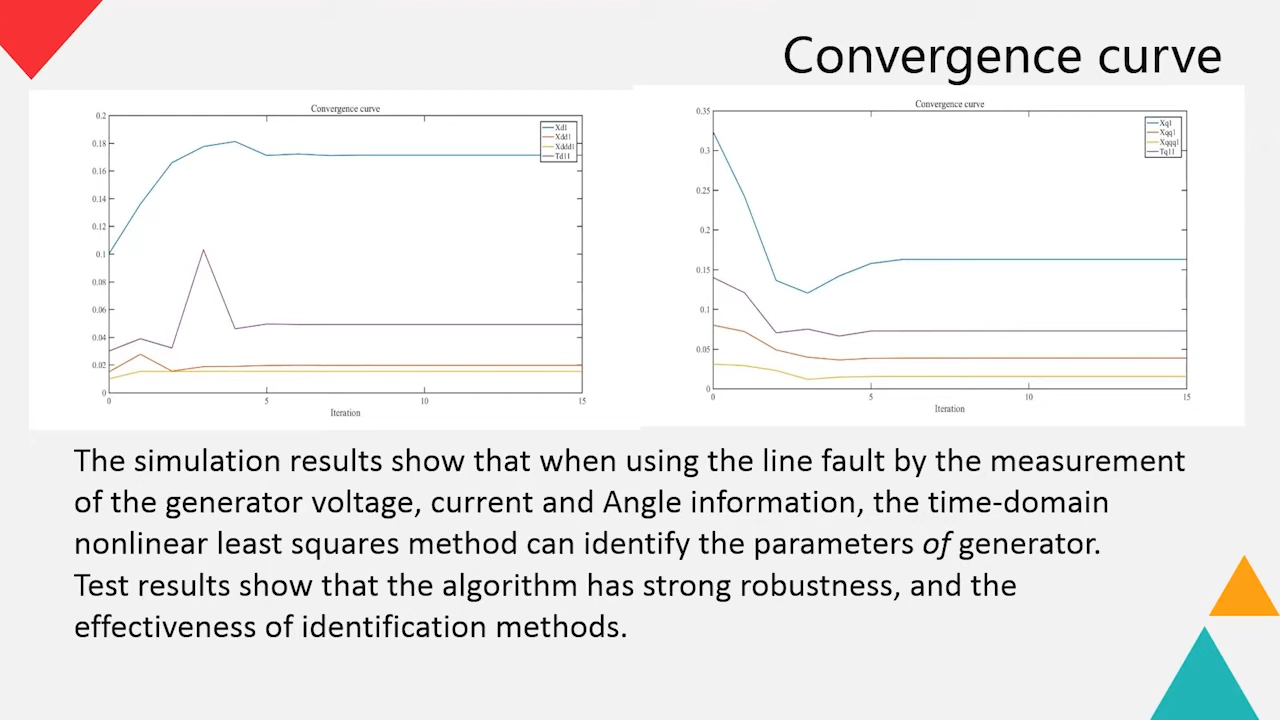 Convergence curve
Convergence curve
0.2
0.18
0.16
0.14
0.12
0.1
0.08
0.06
0.04
0.02
0
0 5 10 15
Iteration
Xd1
Xdd1
Xddd1
Td11
Convergence curve
0.35
0.3
0.25
0.2
0.15
0.1
0.05
0
0 5 10 15
Iteration
Xq1
Xqq1
Xqqq1
Tq11
The simulation results show that when using the line fault by the measurement
of the generator voltage, current and Angle information, the time-domain
nonlinear least squares method can identify the parameters of generator.
Test results show that the algorithm has strong robustness, and the
effectiveness of identification methods.